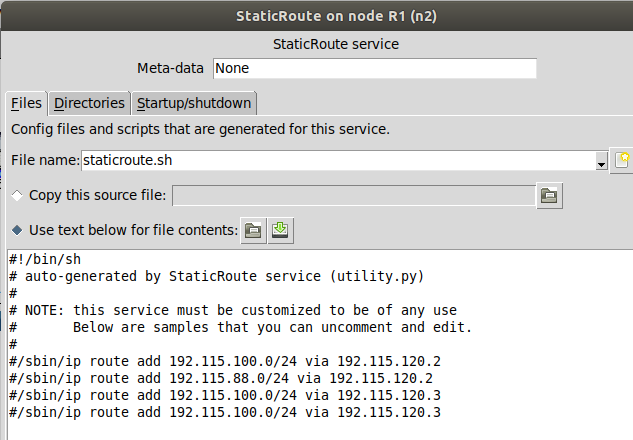 StaticRoute on node R1 (n2)
StaticRoute service
Meta-data None
Files Directories Startup/shutdown
Config files and scripts that are generated for this service.
File name: staticroute.sh
Copy this source file:
Use text below for file contents:
#!/bin/sh
# auto-generated by StaticRoute service (utility.py)
#
# NOTE: this service must be customized to be of any use
#       Below are samples that you can uncomment and edit.
#
#/sbin/ip route add 192.115.100.0/24 via 192.115.120.2
#/sbin/ip route add 192.115.88.0/24 via 192.115.120.2
#/sbin/ip route add 192.115.100.0/24 via 192.115.120.3
#/sbin/ip route add 192.115.100.0/24 via 192.115.120.3